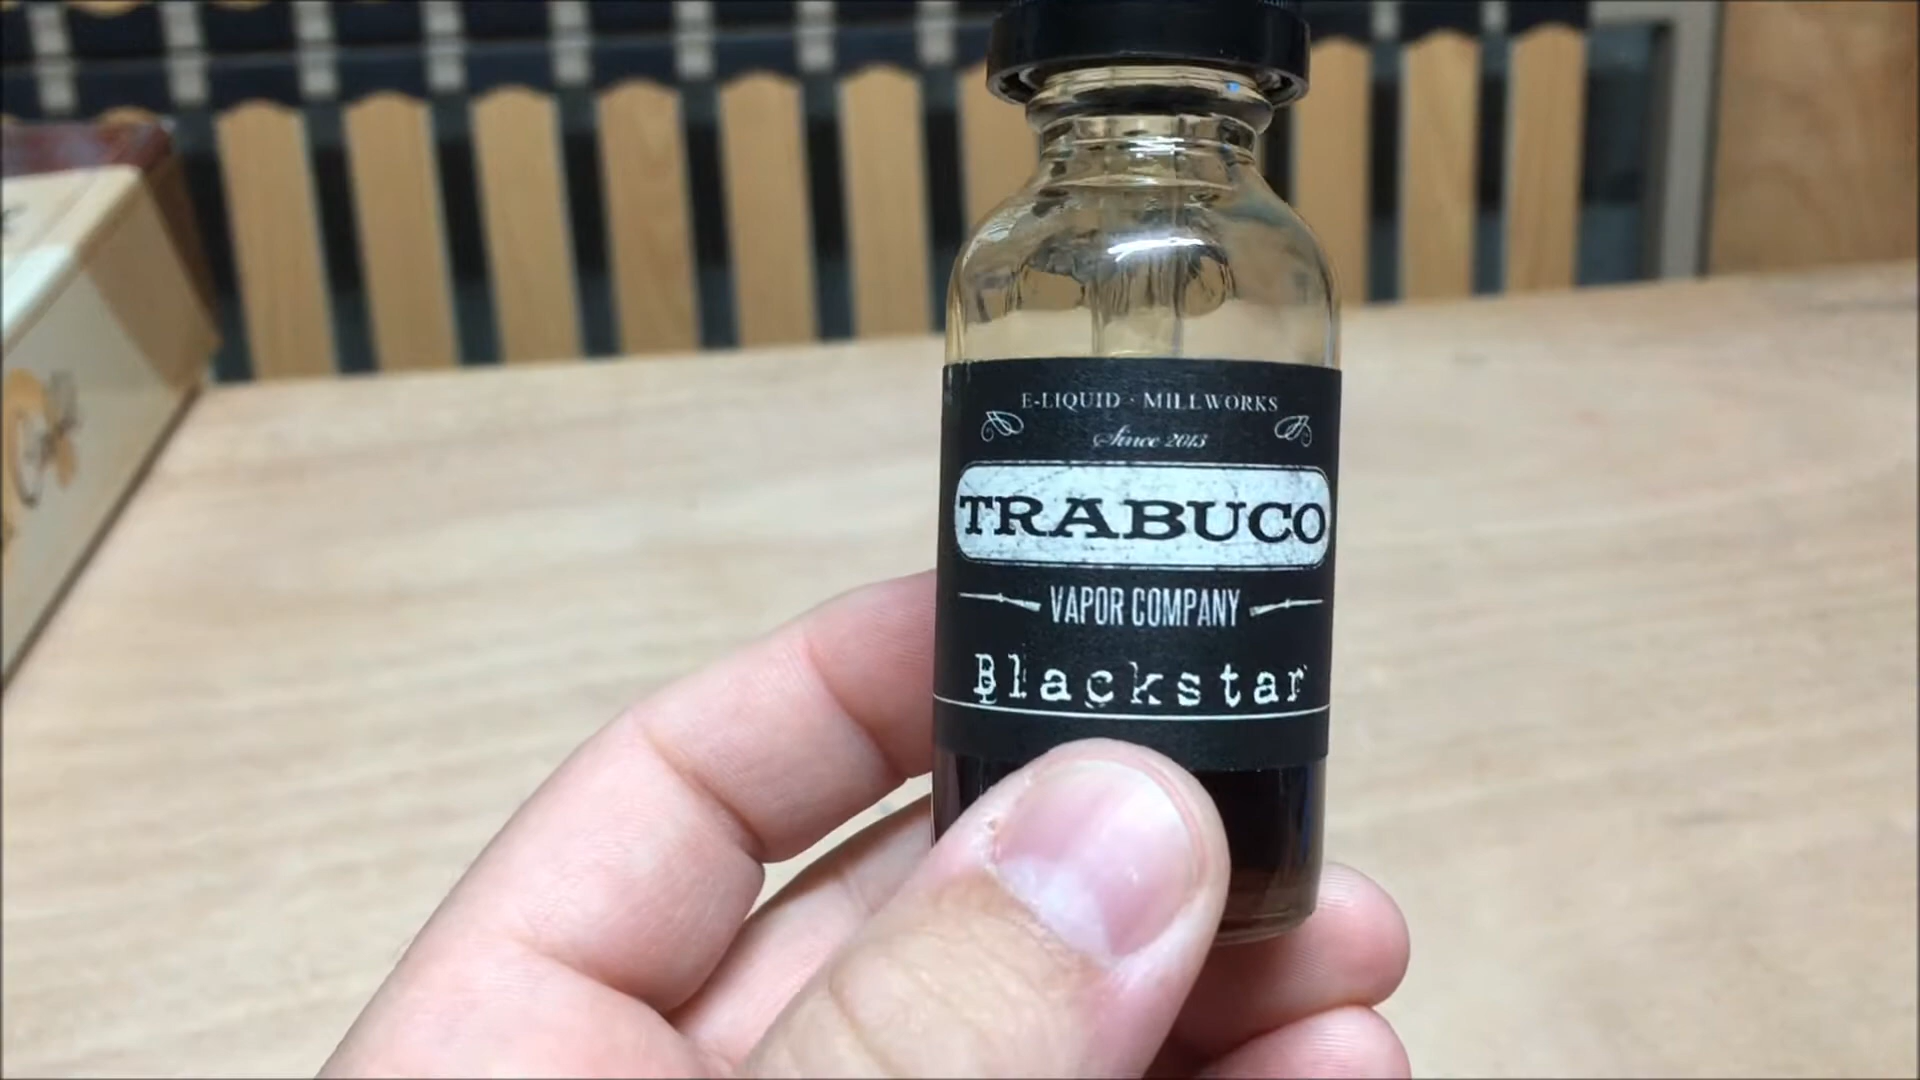 E-LIQUID · MILLWORKS
Since 2013
TRABUCO
VAPOR COMPANY
Blackstar